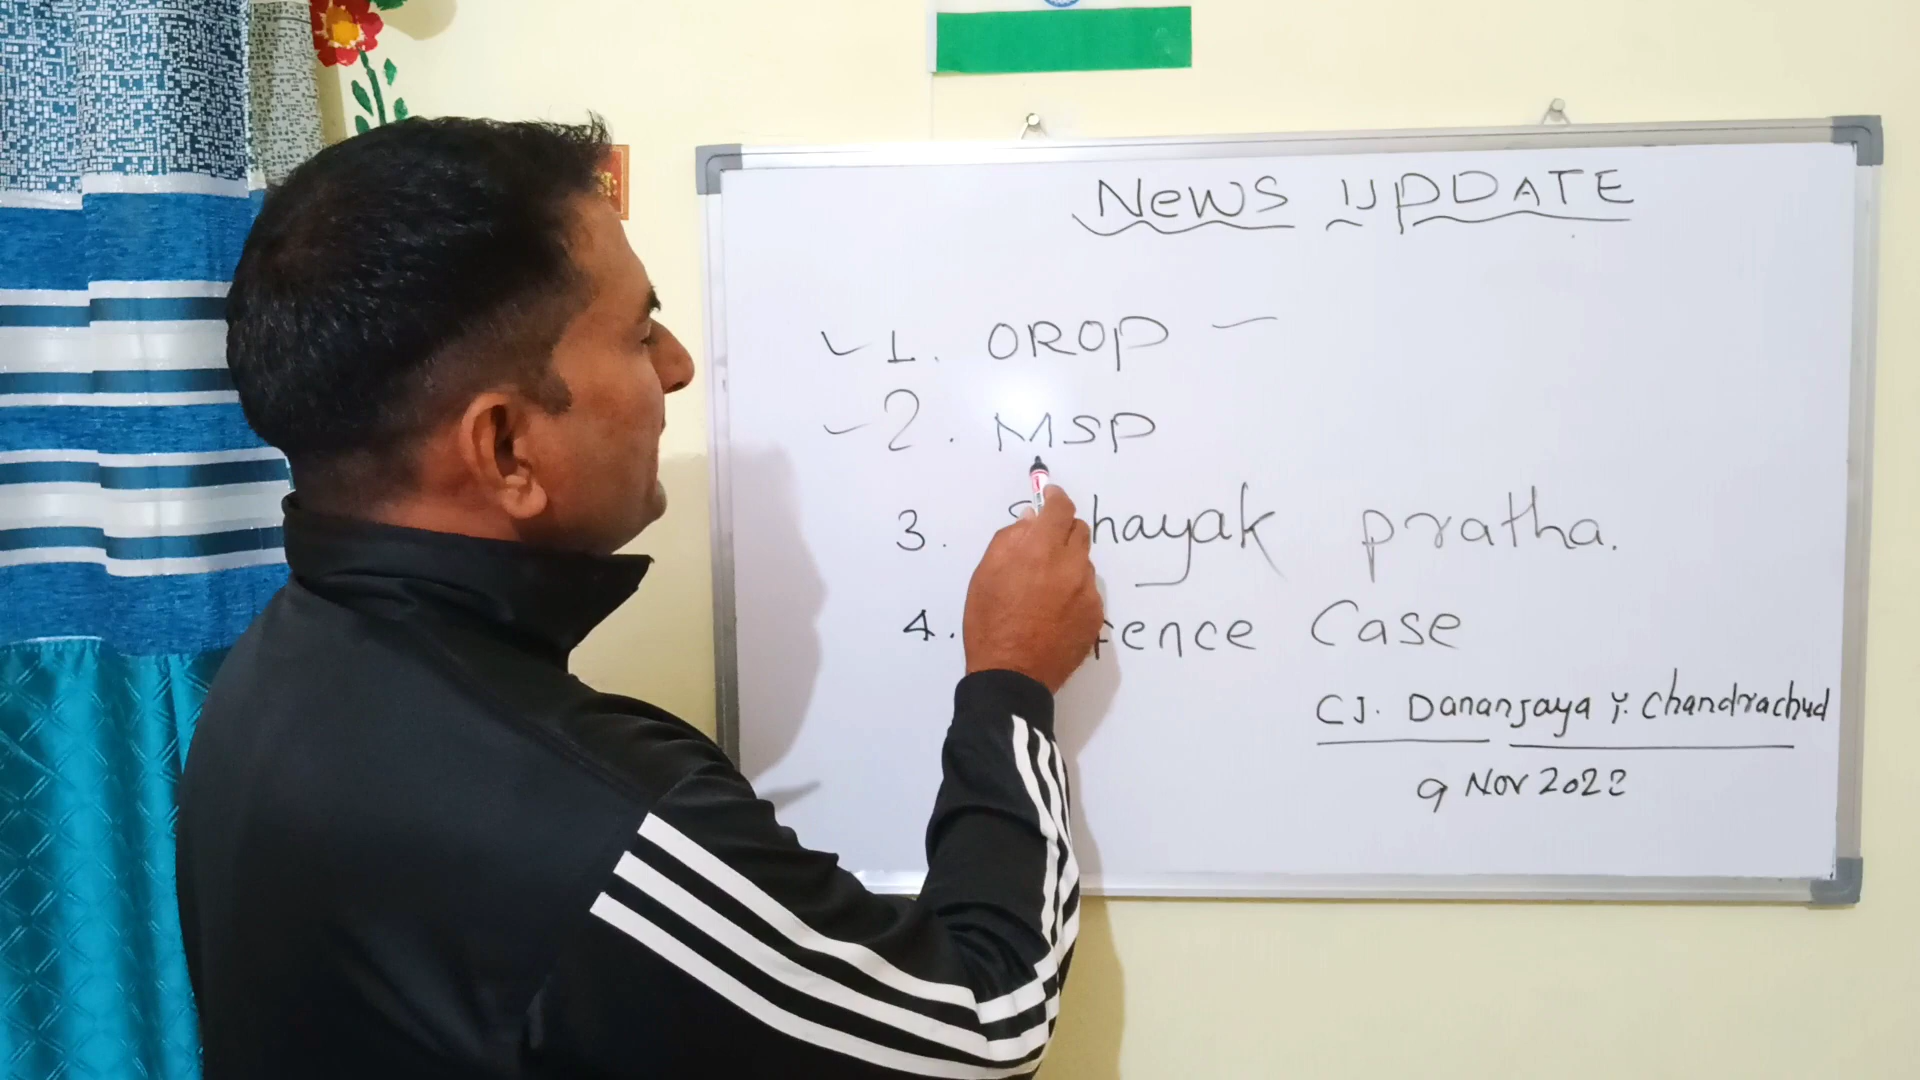 News UPDATE
1. OROP -
2. MSP
3. hayak pratha.
4. fence Case
CJ. Dananjaya Y. Chandrachud
9 Nov 2022